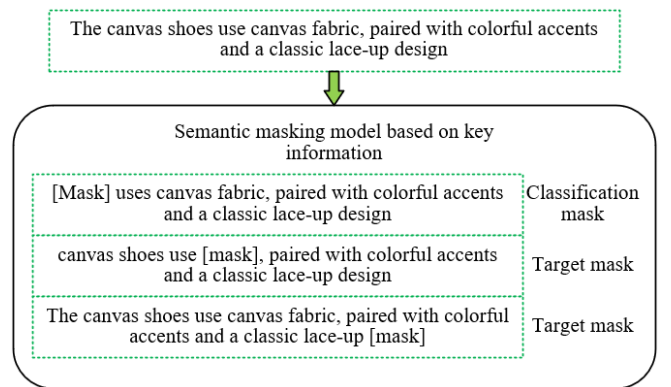 The canvas shoes use canvas fabric, paired with colorful accents
and a classic lace-up design
Semantic masking model based on key
information
[Mask] uses canvas fabric, paired with colorful accents
and a classic lace-up design
Classification
mask
canvas shoes use [mask], paired with colorful accents
and a classic lace-up design
Target mask
The canvas shoes use canvas fabric, paired with colorful
accents and a classic lace-up [mask]
Target mask